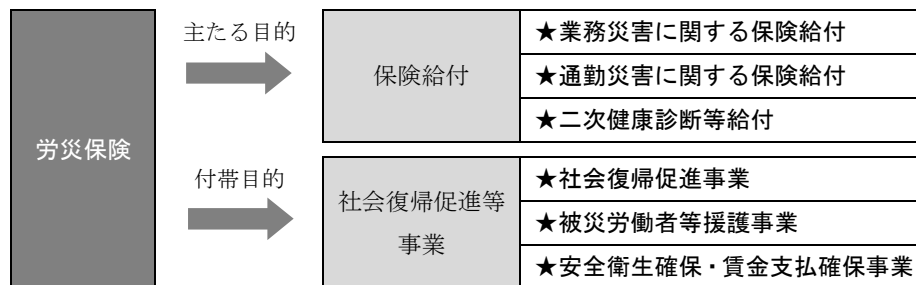 労災保険
主たる目的
保険給付
★業務災害に関する保険給付
★通勤災害に関する保険給付
★二次健康診断等給付
付帯目的
社会復帰促進等
事業
★社会復帰促進事業
★被災労働者等援護事業
★安全衛生確保・賃金支払確保事業